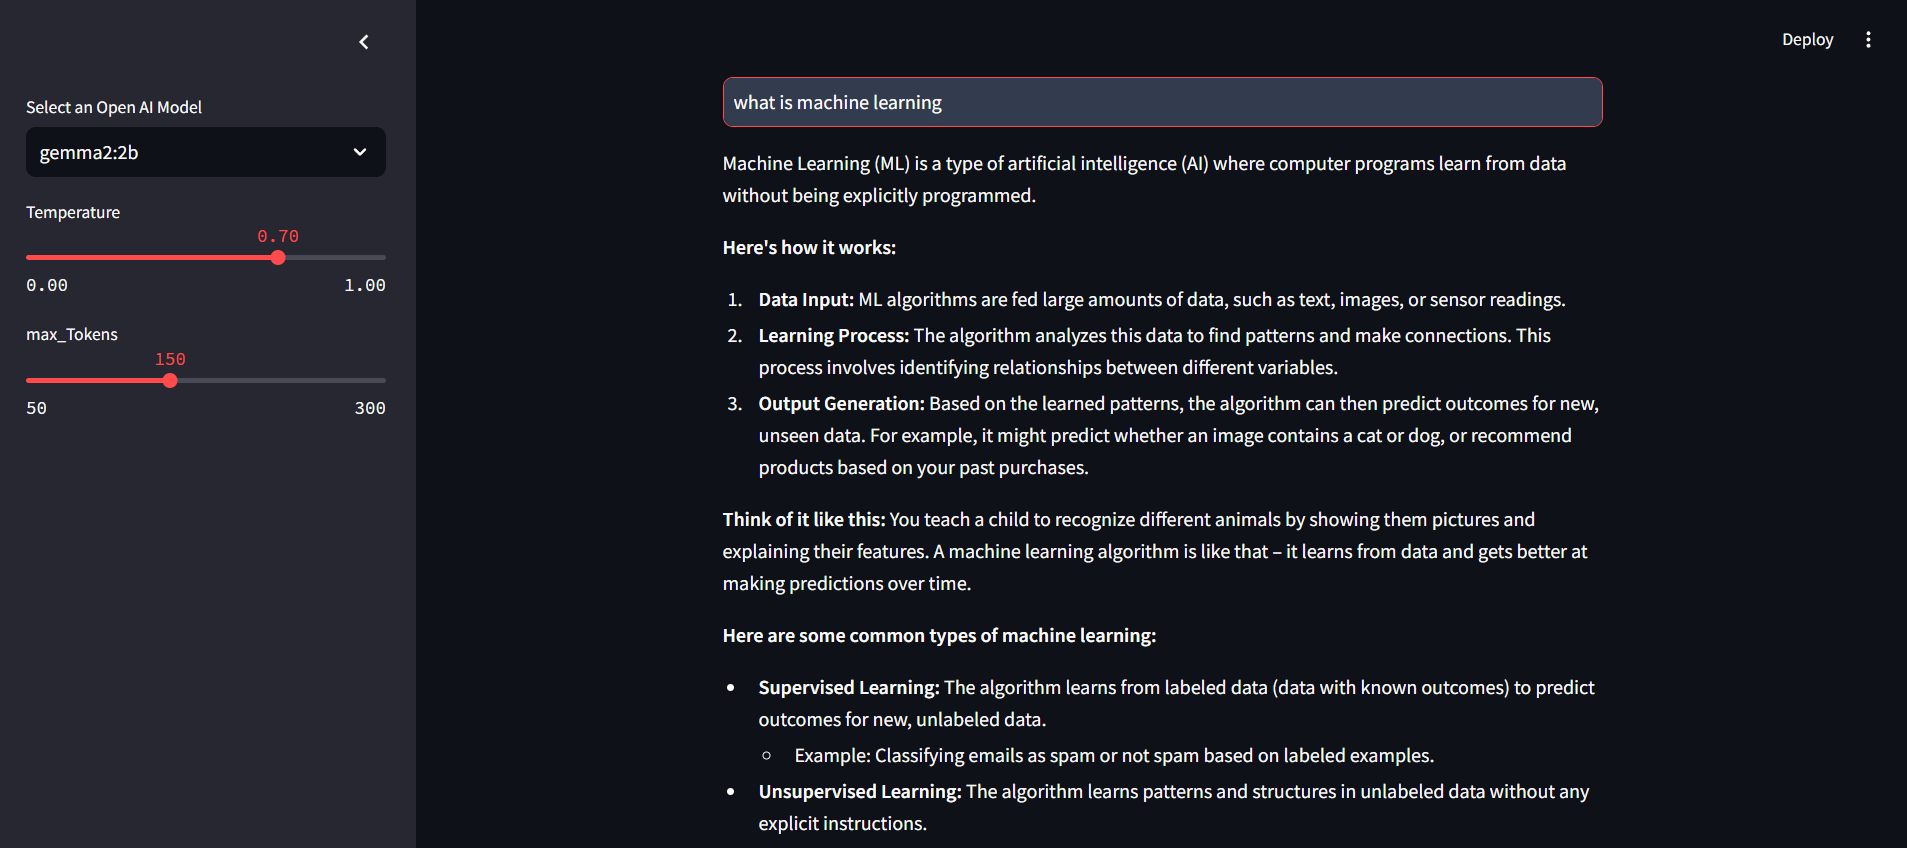 Select an Open AI Model
gemma2:2b
Temperature
0.70
0.00 1.00
max_Tokens
150
50 300
Deploy
what is machine learning
Machine Learning (ML) is a type of artificial intelligence (AI) where computer programs learn from data
without being explicitly programmed.
Here's how it works:
1. Data Input: ML algorithms are fed large amounts of data, such as text, images, or sensor readings.
2. Learning Process: The algorithm analyzes this data to find patterns and make connections. This
process involves identifying relationships between different variables.
3. Output Generation: Based on the learned patterns, the algorithm can then predict outcomes for new,
unseen data. For example, it might predict whether an image contains a cat or dog, or recommend
products based on your past purchases.
Think of it like this: You teach a child to recognize different animals by showing them pictures and
explaining their features. A machine learning algorithm is like that – it learns from data and gets better at
making predictions over time.
Here are some common types of machine learning:
• Supervised Learning: The algorithm learns from labeled data (data with known outcomes) to predict
outcomes for new, unlabeled data.
○ Example: Classifying emails as spam or not spam based on labeled examples.
• Unsupervised Learning: The algorithm learns patterns and structures in unlabeled data without any
explicit instructions.